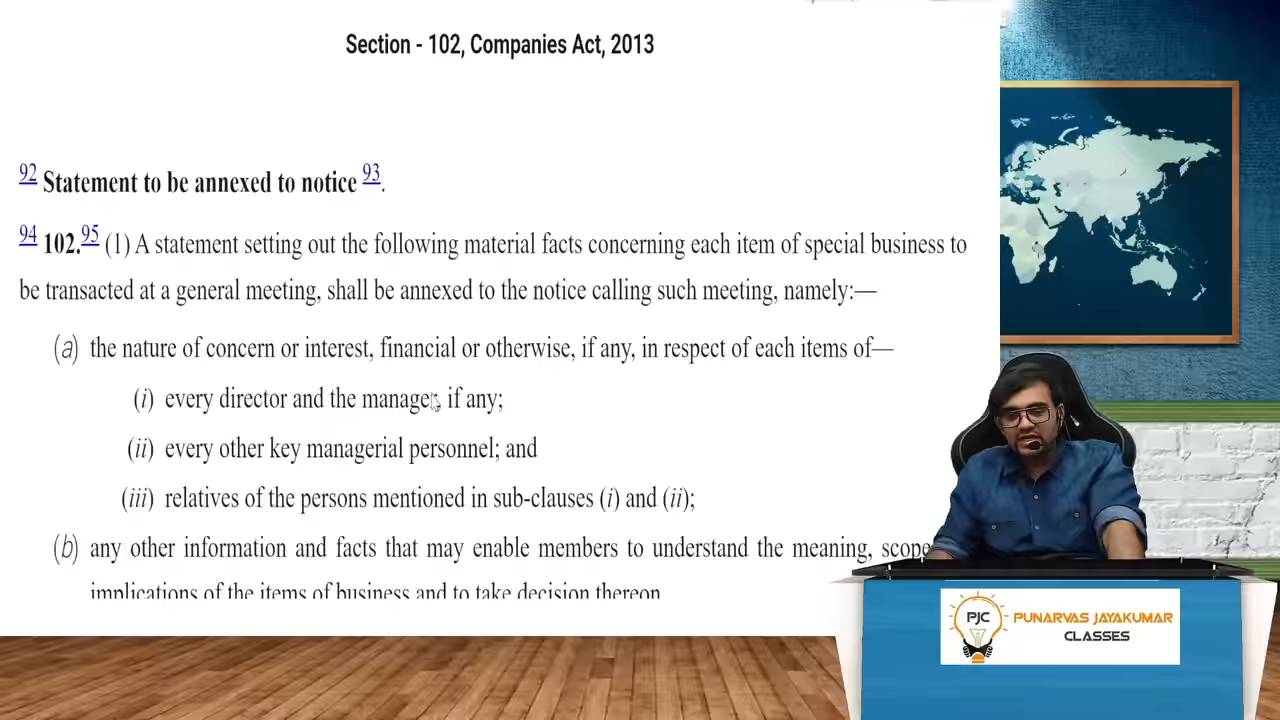 Section - 102, Companies Act, 2013
92 Statement to be annexed to notice 93.
94 102.95 (1) A statement setting out the following material facts concerning each item of special business to
be transacted at a general meeting, shall be annexed to the notice calling such meeting, namely:—
(a) the nature of concern or interest, financial or otherwise, if any, in respect of each items of—
(i) every director and the manager, if any;
(ii) every other key managerial personnel; and
(iii) relatives of the persons mentioned in sub-clauses (i) and (ii);
(b) any other information and facts that may enable members to understand the meaning, scope
implications of the items of business and to take decision thereon
PJC
PUNARVAS JAYAKUMAR
CLASSES